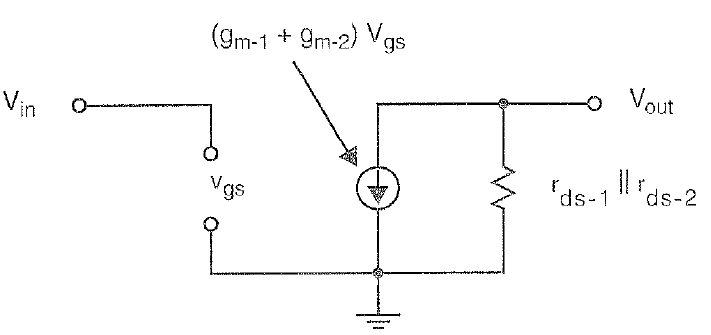 (gm-1 + gm-2) Vgs
Vin
Vout
vgs
rds-1 || rds-2